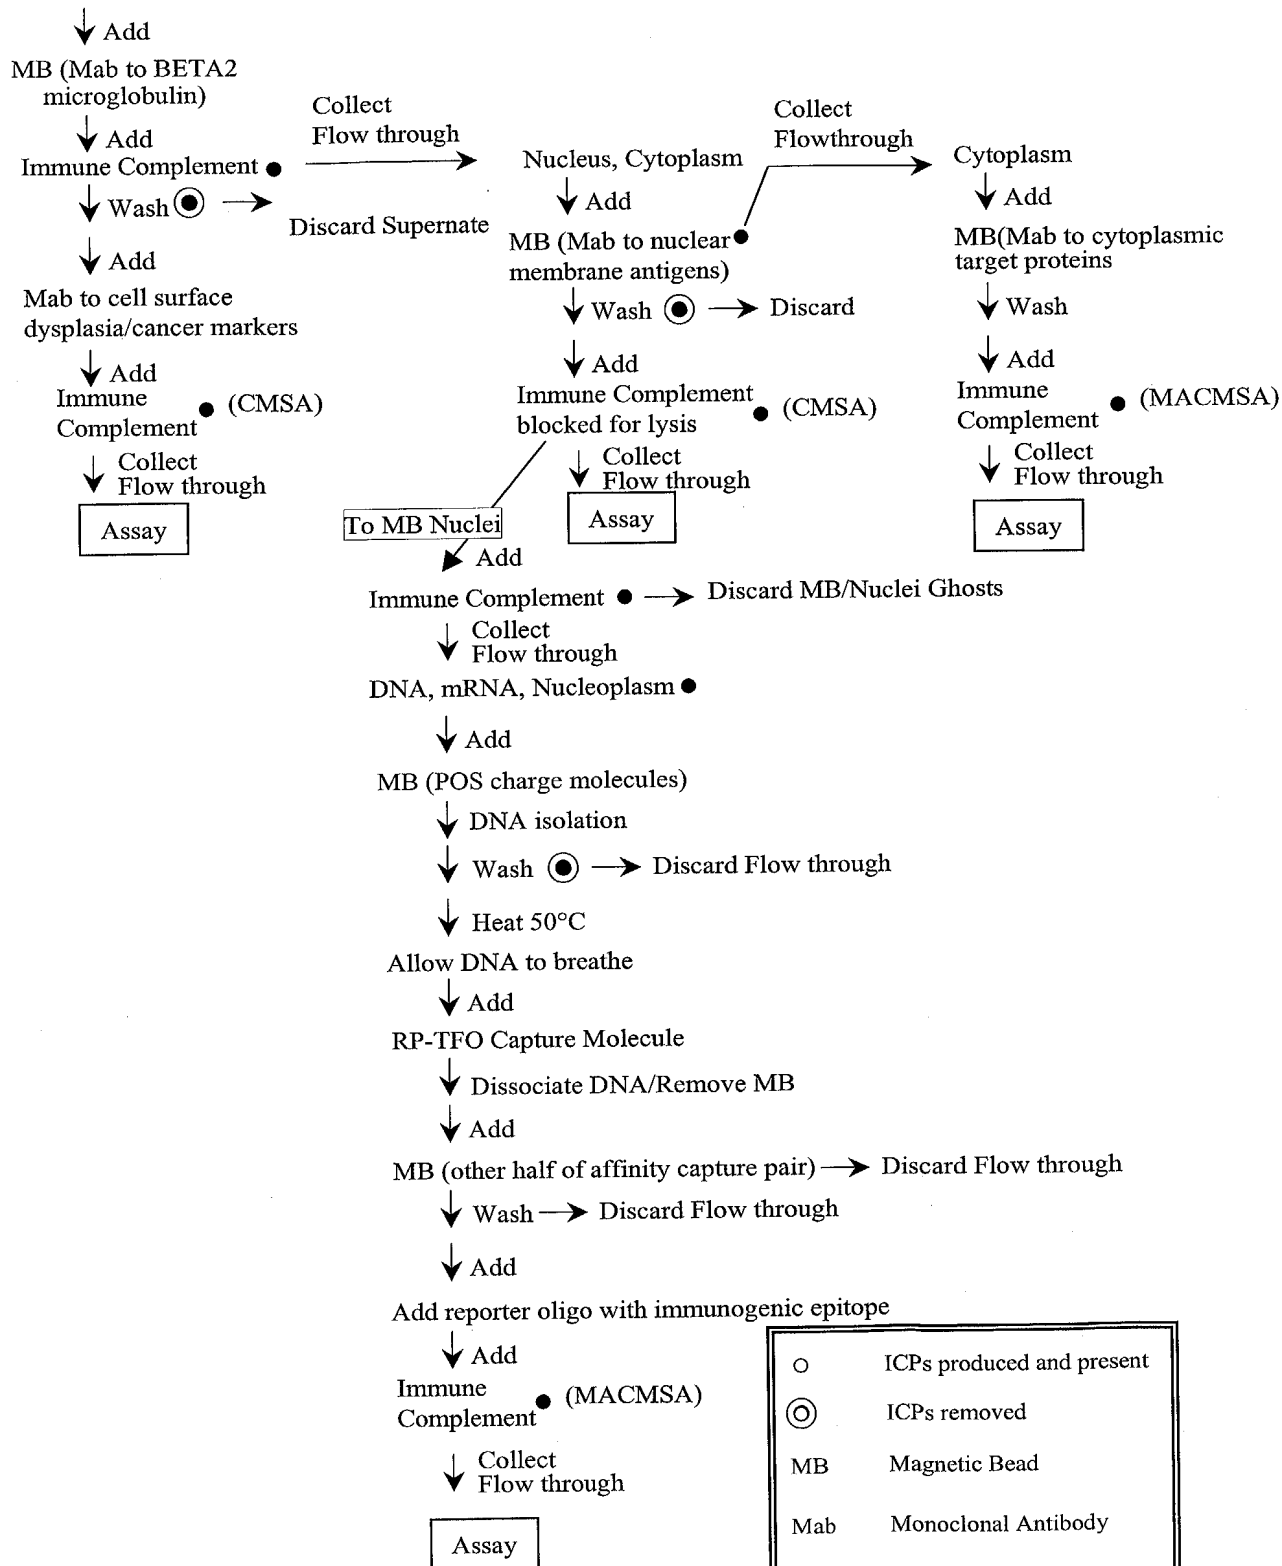 Add
MB (Mab to BETA2
microglobulin)
Add
Immune Complement
Wash
Discard Supernate
Add
Mab to cell surface
dysplasia/cancer markers
Add
Immune
Complement
(CMSA)
Collect
Flow through
Assay
Collect
Flow through
Nucleus, Cytoplasm
Add
MB (Mab to nuclear
membrane antigens)
Wash
Discard
Add
Immune Complement
blocked for lysis
(CMSA)
Collect
Flow through
Assay
Collect
Flowthrough
Cytoplasm
Add
MB(Mab to cytoplasmic
target proteins
Wash
Add
Immune
Complement
(MACMSA)
Collect
Flow through
Assay
To MB Nuclei
Add
Immune Complement
Discard MB/Nuclei Ghosts
Collect
Flow through
DNA, mRNA, Nucleoplasm
Add
MB (POS charge molecules)
DNA isolation
Wash
Discard Flow through
Heat 50°C
Allow DNA to breathe
Add
RP-TFO Capture Molecule
Dissociate DNA/Remove MB
Add
MB (other half of affinity capture pair)
Discard Flow through
Wash
Discard Flow through
Add
Add reporter oligo with immunogenic epitope
Add
Immune
Complement
(MACMSA)
Collect
Flow through
Assay
ICPs produced and present
ICPs removed
MB Magnetic Bead
Mab Monoclonal Antibody